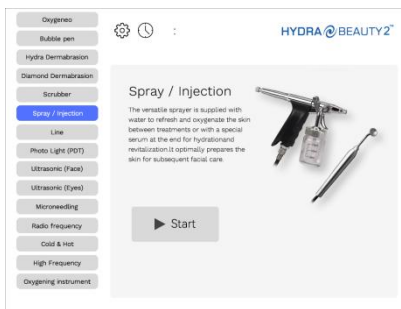 Oxygeneo
Bubble pen
Hydra Dermabrasion
Diamond Dermabrasion
Scrubber
Spray / Injection
Line
Photo Light (PDT)
Ultrasonic (Face)
Ultrasonic (Eyes)
Microneedling
Radio frequency
Cold & Hot
High Frequency
Oxygening instrument
:
HYDRA BEAUTY2™
Spray / Injection
The versatile sprayer is supplied with
water to refresh and oxygenate the skin
between treatments or with a special
serum at the end for hydrationand
revitalization.It optimally prepares the
skin for subsequent facial care.
Start